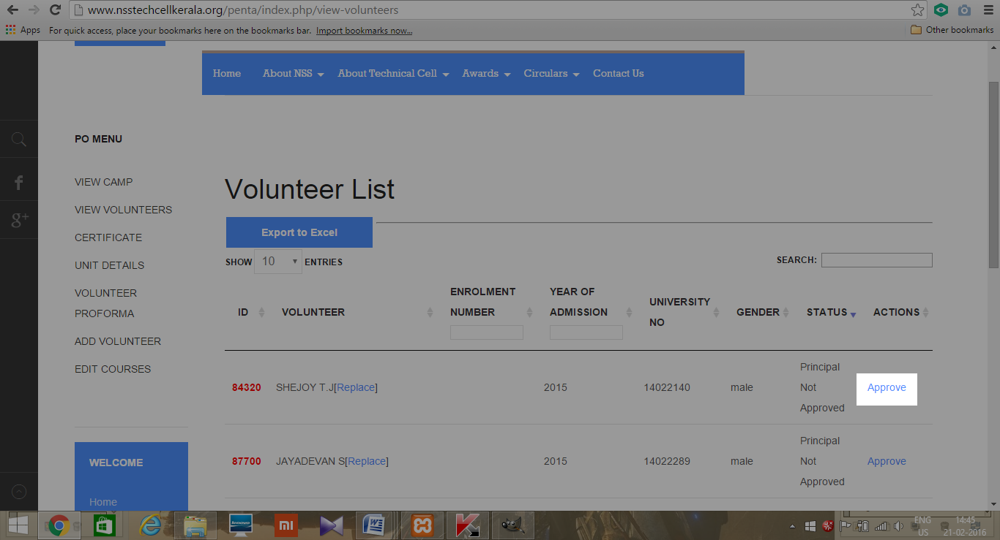 www.nsstechcellkerala.org/penta/index.php/view-volunteers
Apps For quick access, place your bookmarks here on the bookmarks bar. Import bookmarks now... Other bookmarks
Home About NSS About Technical Cell Awards Circulars Contact Us
PO MENU
VIEW CAMP
VIEW VOLUNTEERS
CERTIFICATE
UNIT DETAILS
VOLUNTEER
PROFORMA
ADD VOLUNTEER
EDIT COURSES
WELCOME
Home
Volunteer List
Export to Excel
SHOW 10 ENTRIES
SEARCH:
ID VOLUNTEER ENROLMENT NUMBER YEAR OF ADMISSION UNIVERSITY NO GENDER STATUS ACTIONS
84320 SHEJOY T.J[Replace] 2015 14022140 male Principal Not Approved Approve
87700 JAYADEVAN S[Replace] 2015 14022289 male Principal Not Approved Approve
lenovo
mi
ENG 14:45
US 21-02-2016